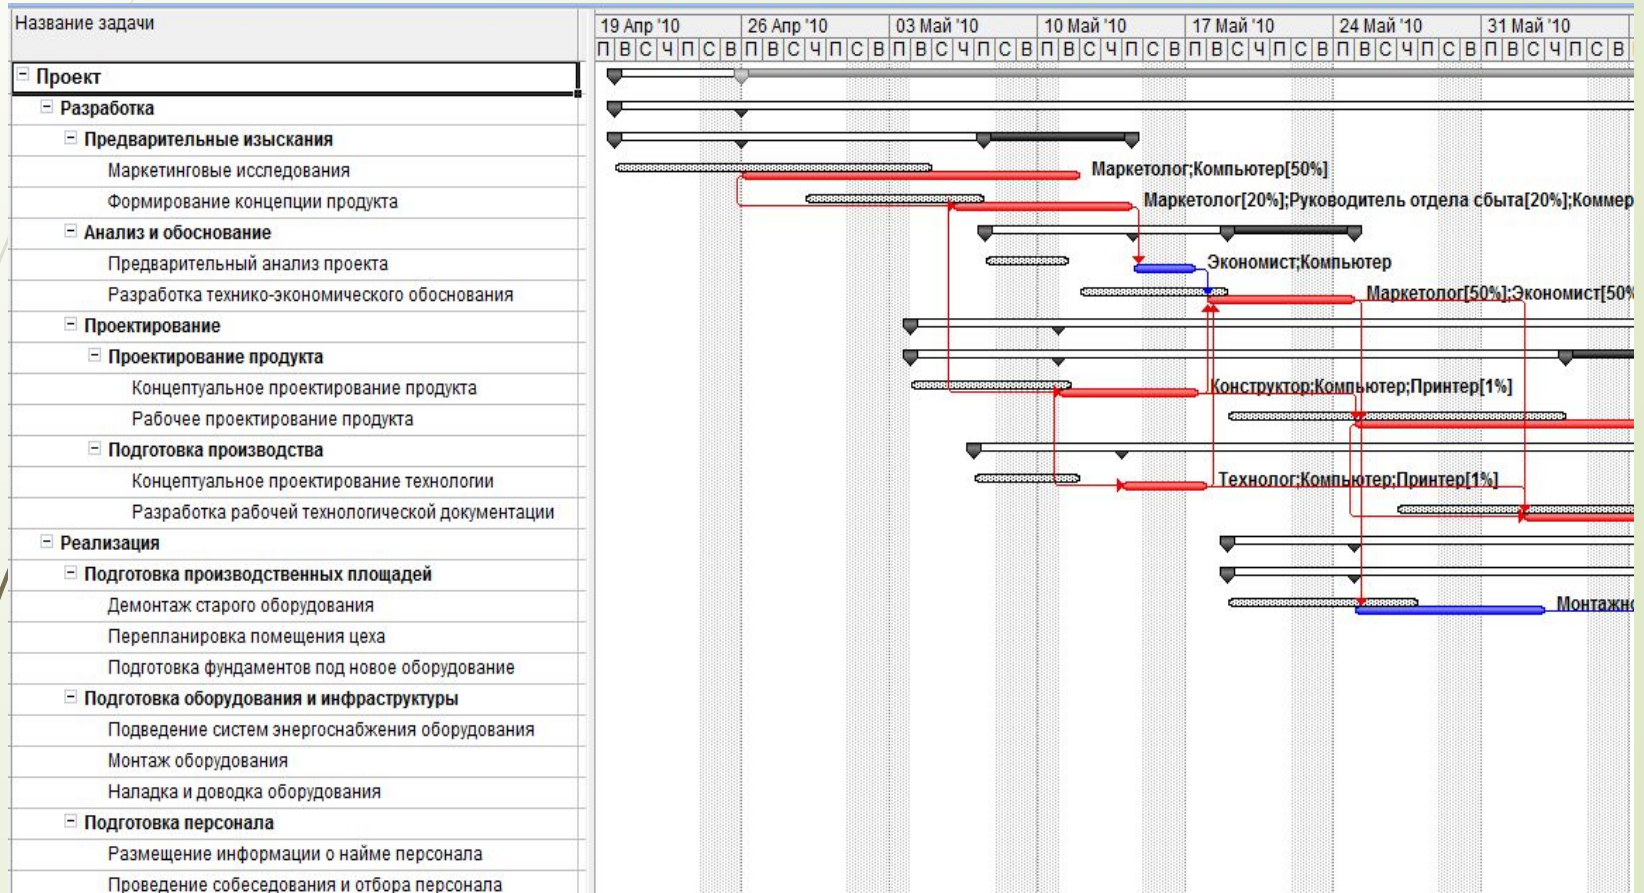 Название задачи
19 Апр '10 26 Апр '10 03 Май '10 10 Май '10 17 Май '10 24 Май '10 31 Май '10
П В С Ч П С В П В С Ч П С В П В С Ч П С В П В С Ч П С В П В С Ч П С В П В С Ч П С В П В С Ч П С В
Проект
Разработка
Предварительные изыскания
Маркетинговые исследования Маркетолог;Компьютер[50%]
Формирование концепции продукта Маркетолог[20%];Руководитель отдела сбыта[20%];Коммер
Анализ и обоснование
Предварительный анализ проекта Экономист;Компьютер
Разработка технико-экономического обоснования Маркетолог[50%];Экономист[50%
Проектирование
Проектирование продукта
Концептуальное проектирование продукта Конструктор;Компьютер;Принтер[1%]
Рабочее проектирование продукта
Подготовка производства
Концептуальное проектирование технологии Технолог;Компьютер;Принтер[1%]
Разработка рабочей технологической документации
Реализация
Подготовка производственных площадей
Демонтаж старого оборудования Монтажно
Перепланировка помещения цеха
Подготовка фундаментов под новое оборудование
Подготовка оборудования и инфраструктуры
Подведение систем энергоснабжения оборудования
Монтаж оборудования
Наладка и доводка оборудования
Подготовка персонала
Размещение информации о найме персонала
Проведение собеседования и отбора персонала